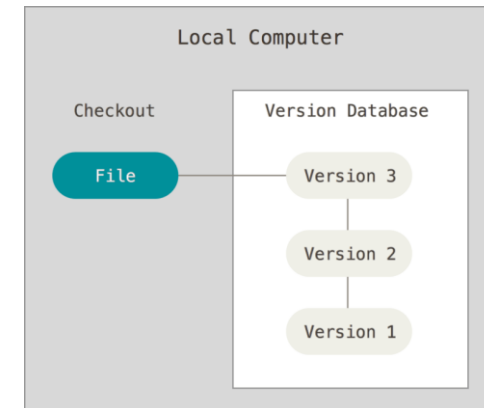 Local Computer
Checkout
Version Database
File
Version 3
Version 2
Version 1